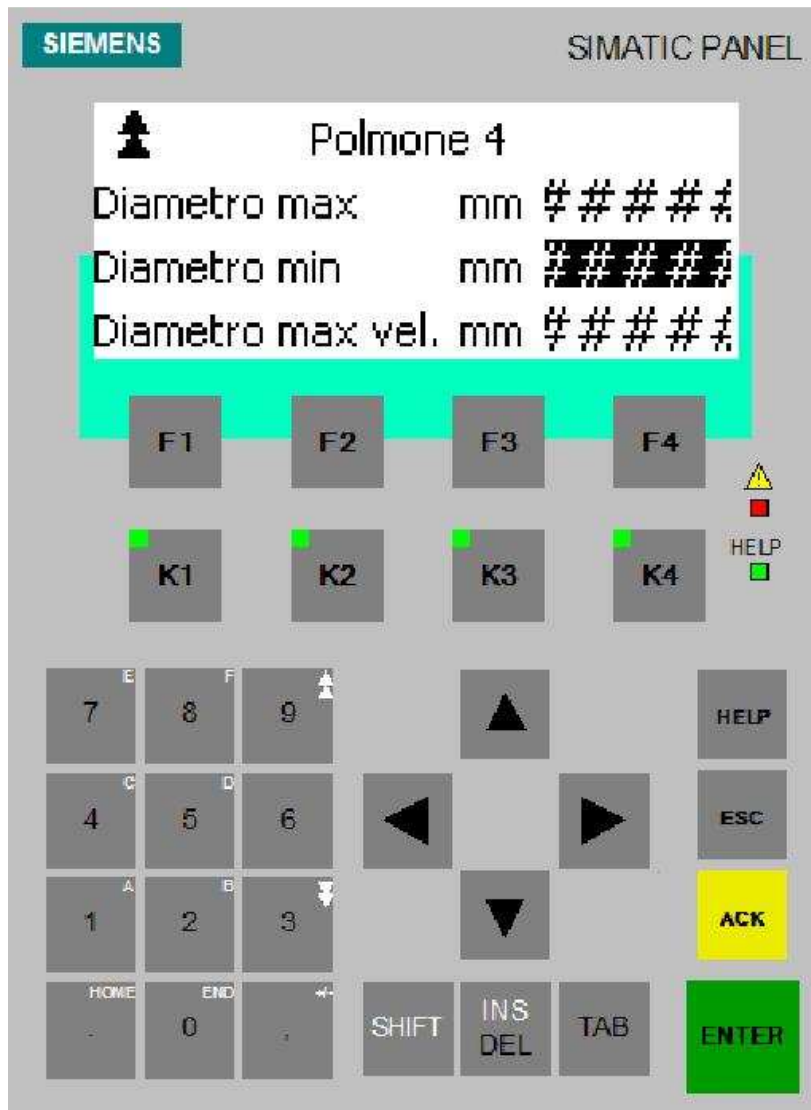 SIEMENS SIMATIC PANEL
Polmone 4
Diametro max mm #####
Diametro min mm #####
Diametro max vel. mm #####
F1 F2 F3 F4
HELP
K1 K2 K3 K4
E F
7 8 9 HELP
C D
4 5 6 ESC
A B
1 2 3 ACK
HOME END +/-
. 0 , SHIFT INS DEL TAB ENTER